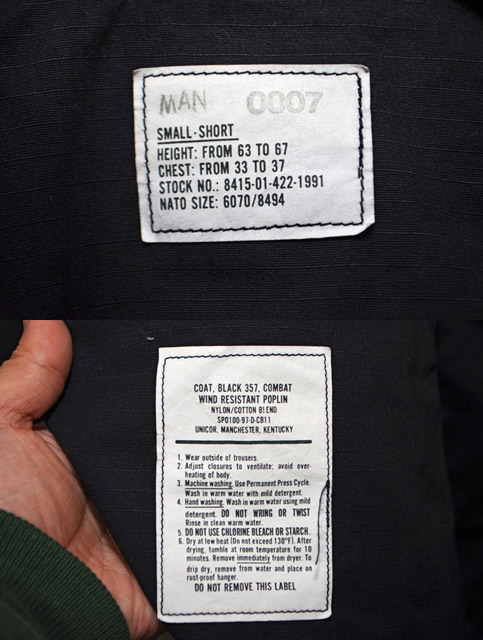 MAN 0007
SMALL-SHORT
HEIGHT: FROM 63 TO 67
CHEST: FROM 33 TO 37
STOCK NO.: 8415-01-422-1991
NATO SIZE: 6070/8494
COAT, BLACK 357, COMBAT
WIND RESISTANT POPLIN
NYLON/COTTON BLEND
SPO100-97-D-CB11
UNICOR, MANCHESTER, KENTUCKY
1. Wear outside of trousers.
2. Adjust closures to ventilate; avoid over-
heating of body.
3. Machine washing. Use Permanent Press Cycle.
Wash in warm water with mild detergent.
4. Hand washing. Wash in warm water using mild
detergent. DO NOT WRING OR TWIST
Rinse in clean warm water.
5. DO NOT USE CHLORINE BLEACH OR STARCH.
6. Dry at low heat (Do not exceed 130°F). After
drying, tumble at room temperature for 10
minutes. Remove immediately from dryer. To
drip dry, remove from water and place on
rust-proof hanger.
DO NOT REMOVE THIS LABEL